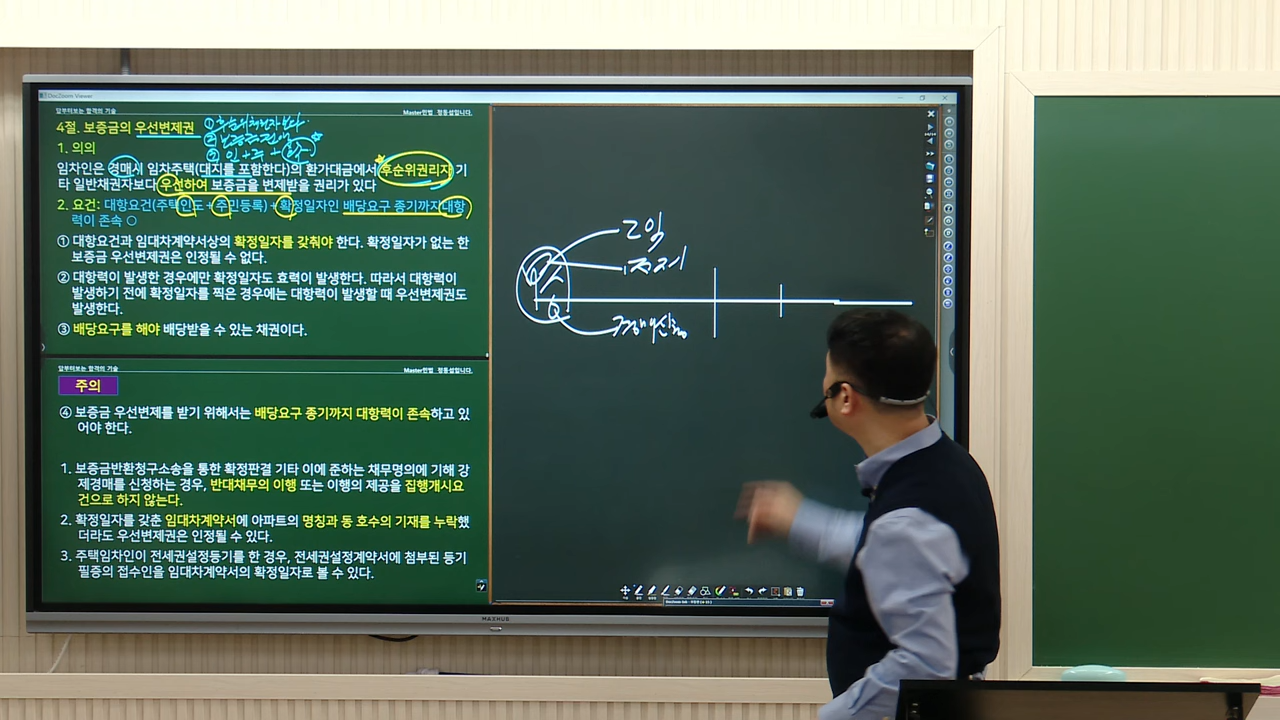 DocZoom Viewer
답부터보는 합격의 기술
Master민법 정동섭입니다.
4절. 보증금의 우선변제권
① 후순위권리자보다
1. 의의
임차인은 경매시 임차주택(대지를 포함한다)의 환가대금에서 후순위권리자 기
타 일반채권자보다 우선하여 보증금을 변제받을 권리가 있다
2. 요건: 대항요건(주택인도+주민등록)+확정일자인 배당요구 종기까지대항
력이 존속 ○
① 대항요건과 임대차계약서상의 확정일자를 갖춰야 한다. 확정일자가 없는 한
보증금 우선변제권은 인정될 수 없다.
② 대항력이 발생한 경우에만 확정일자도 효력이 발생한다. 따라서 대항력이
발생하기 전에 확정일자를 찍은 경우에는 대항력이 발생할 때 우선변제권도
발생한다.
③ 배당요구를 해야 배당받을 수 있는 채권이다.
답부터보는 합격의 기술
Master민법 정동섭입니다.
주의
④ 보증금 우선변제를 받기 위해서는 배당요구 종기까지 대항력이 존속하고 있
어야 한다.
1. 보증금반환청구소송을 통한 확정판결 기타 이에 준하는 채무명의에 기해 강
제경매를 신청하는 경우, 반대채무의 이행 또는 이행의 제공을 집행개시요
건으로 하지 않는다.
2. 확정일자를 갖춘 임대차계약서에 아파트의 명칭과 동 호수의 기재를 누락했
더라도 우선변제권은 인정될 수 있다.
3. 주택임차인이 전세권설정등기를 한 경우, 전세권설정계약서에 첨부된 등기
필증의 접수인을 임대차계약서의 확정일자로 볼 수 있다.
경매신청
MAXHUB